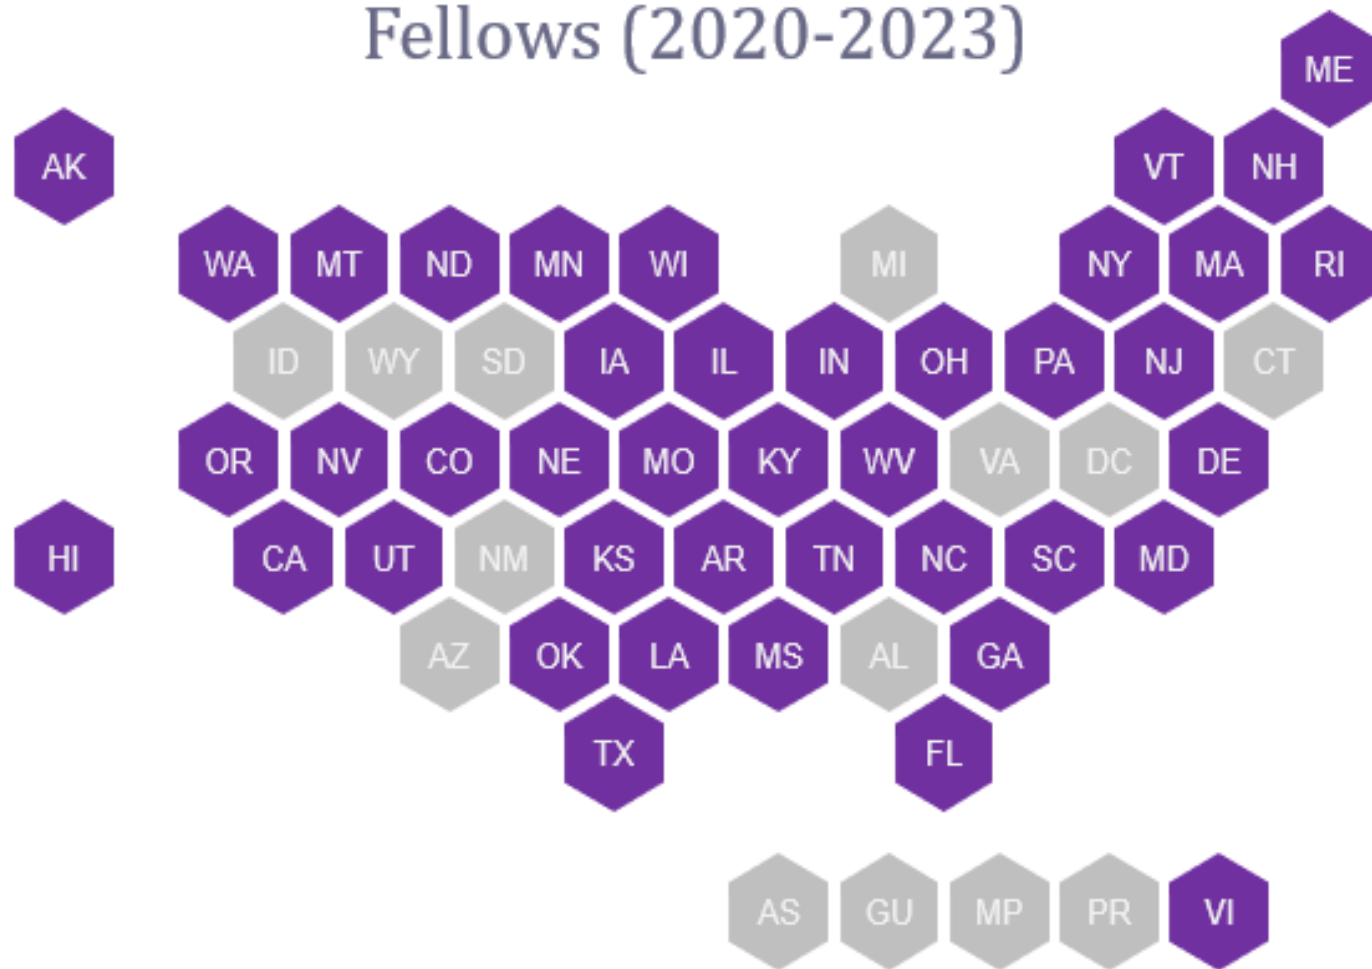 Fellows (2020-2023)
ME
AK VT NH
WA MT ND MN WI MI NY MA RI
ID WY SD IA IL IN OH PA NJ CT
OR NV CO NE MO KY WV VA DC DE
HI CA UT NM KS AR TN NC SC MD
AZ OK LA MS AL GA
TX FL
AS GU MP PR VI